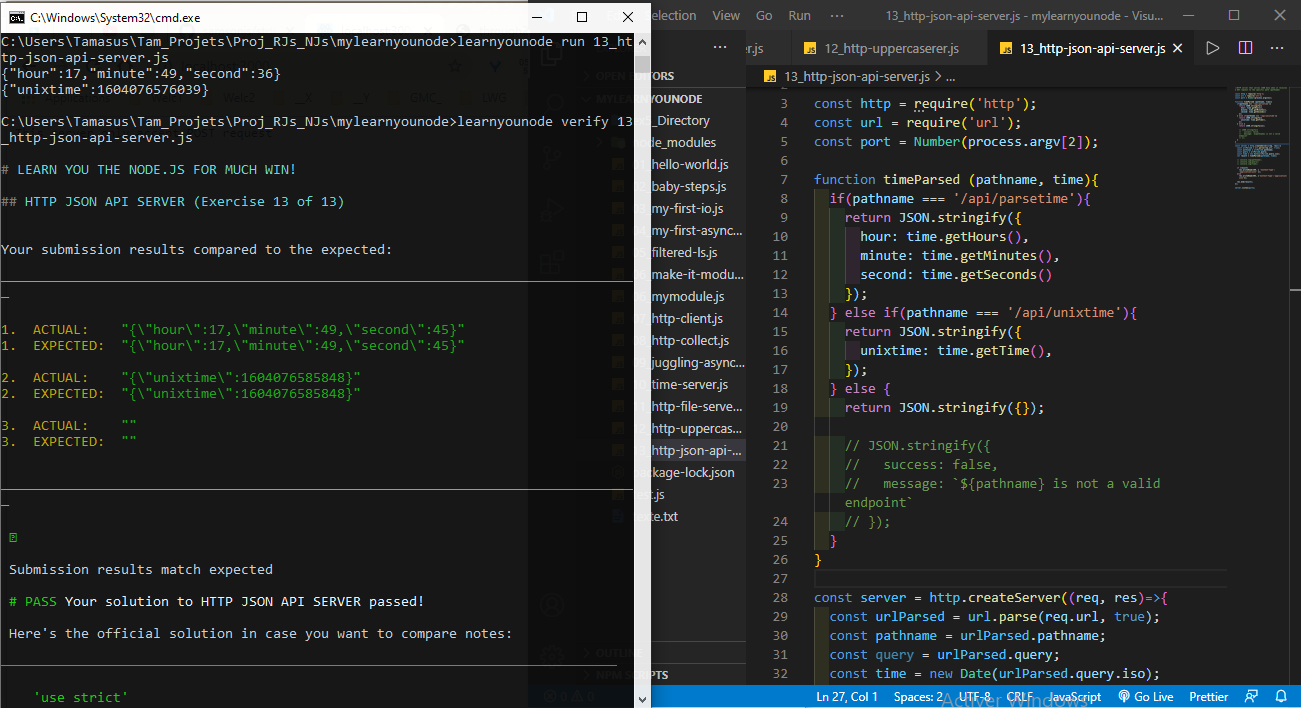 C:\Windows\System32\cmd.exe
C:\Users\Tamasus\Tam_Projets\Proj_RJs_NJs\mylearnyounode>learnyounode run 13_ht
tp-json-api-server.js
{"hour":17,"minute":49,"second":36}
{"unixtime":1604076576039}
C:\Users\Tamasus\Tam_Projets\Proj_RJs_NJs\mylearnyounode>learnyounode verify 13
_http-json-api-server.js
# LEARN YOU THE NODE.JS FOR MUCH WIN!
## HTTP JSON API SERVER (Exercise 13 of 13)
Your submission results compared to the expected:
1.  ACTUAL:    "{\"hour\":17,\"minute\":49,\"second\":45}"
1.  EXPECTED:  "{\"hour\":17,\"minute\":49,\"second\":45}"
2.  ACTUAL:    "{\"unixtime\":1604076585848}"
2.  EXPECTED:  "{\"unixtime\":1604076585848}"
3.  ACTUAL:    ""
3.  EXPECTED:  ""
Submission results match expected
# PASS Your solution to HTTP JSON API SERVER passed!
Here's the official solution in case you want to compare notes:
'use strict'
election View Go Run ··· 13_http-json-api-server.js - mylearnyounode - Visu...
OPEN EDITORS
MYLEARNYOUNODE
_Directory
node_modules
hello-world.js
baby-steps.js
my-first-io.js
my-first-async...
filtered-ls.js
make-it-modu...
mymodule.js
http-client.js
http-collect.js
juggling-async...
time-server.js
http-file-serve...
http-uppercas...
13_http-json-api-...
package-lock.json
.js
te.txt
OUTLINE
NPM SCRIPTS
er.js
JS 12_http-uppercaserer.js
JS 13_http-json-api-server.js
JS 13_http-json-api-server.js > ...
3 const http = require('http');
4 const url = require('url');
5 const port = Number(process.argv[2]);
6
7 function timeParsed (pathname, time){
8 if(pathname === '/api/parsetime'){
9 return JSON.stringify({
10 hour: time.getHours(),
11 minute: time.getMinutes(),
12 second: time.getSeconds()
13 });
14 } else if(pathname === '/api/unixtime'){
15 return JSON.stringify({
16 unixtime: time.getTime(),
17 });
18 } else {
19 return JSON.stringify({});
20
21 // JSON.stringify({
22 //   success: false,
23 //   message: `${pathname} is not a valid
endpoint`
24 // });
25 }
26 }
27
28 const server = http.createServer((req, res)=>{
29 const urlParsed = url.parse(req.url, true);
30 const pathname = urlParsed.pathname;
31 const query = urlParsed.query;
32 const time = new Date(urlParsed.query.iso);
Ln 27, Col 1 Spaces: 2 UTF-8 CRLF JavaScript Go Live Prettier
Activer Windows